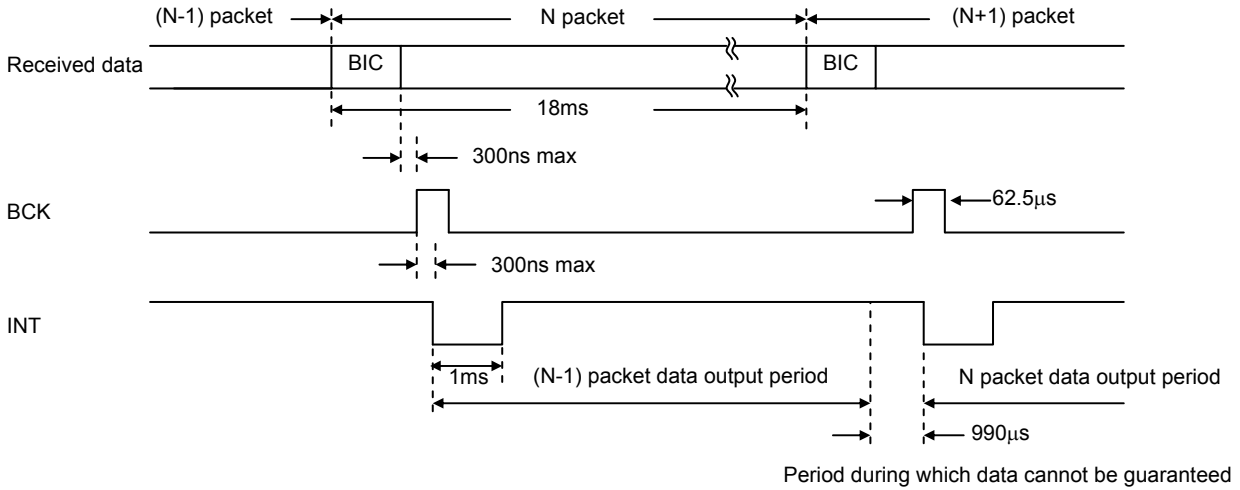 (N-1) packet
N packet
(N+1) packet
Received data
BIC
BIC
18ms
300ns max
BCK
62.5μs
300ns max
INT
1ms
(N-1) packet data output period
N packet data output period
990μs
Period during which data cannot be guaranteed